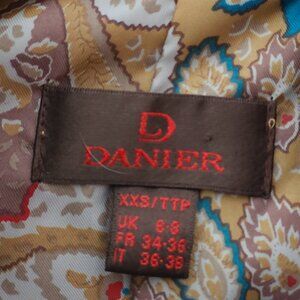 D
DANIER
XXS/TTP
UK 6-8
FR 34-36
IT 36-38